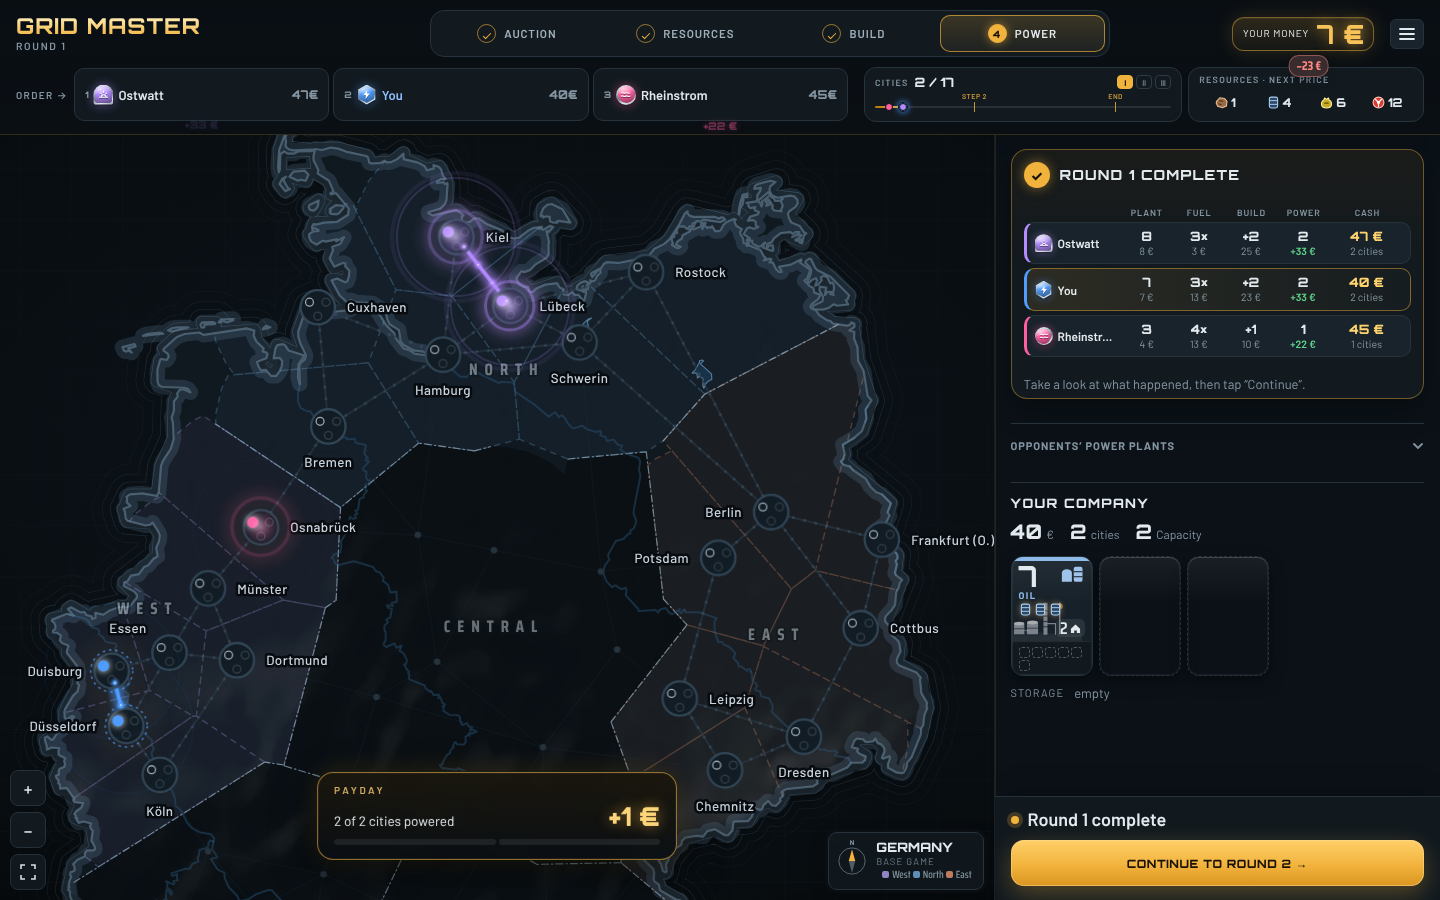 GRID MASTER
ROUND 1
AUCTION
RESOURCES
BUILD
4 POWER
YOUR MONEY 7 €
-23 €
ORDER →
1 Ostwatt 47€
2 You 40€
3 Rheinstrom 45€
+33 €
+22 €
CITIES 2 / 17
I II III
STEP 2
END
RESOURCES · NEXT PRICE
1 4 6 12
Kiel
Lübeck
Rostock
Cuxhaven
Hamburg
NORTH
Schwerin
Bremen
Osnabrück
Berlin
Frankfurt (O.)
Potsdam
Münster
WEST
Essen
CENTRAL
EAST
Cottbus
Duisburg
Dortmund
Leipzig
Düsseldorf
Dresden
Köln
Chemnitz
+
−
PAYDAY
2 of 2 cities powered
+1 €
N
GERMANY
BASE GAME
West North East
ROUND 1 COMPLETE
PLANT FUEL BUILD POWER CASH
Ostwatt 8 3x +2 2 47 €
8 € 3 € 25 € +33 € 2 cities
You 7 3x +2 2 40 €
7 € 13 € 23 € +33 € 2 cities
Rheinstr... 3 4x +1 1 45 €
4 € 13 € 10 € +22 € 1 cities
Take a look at what happened, then tap “Continue”.
OPPONENTS’ POWER PLANTS
YOUR COMPANY
40 € 2 cities 2 Capacity
7
OIL
2
STORAGE empty
Round 1 complete
CONTINUE TO ROUND 2 →